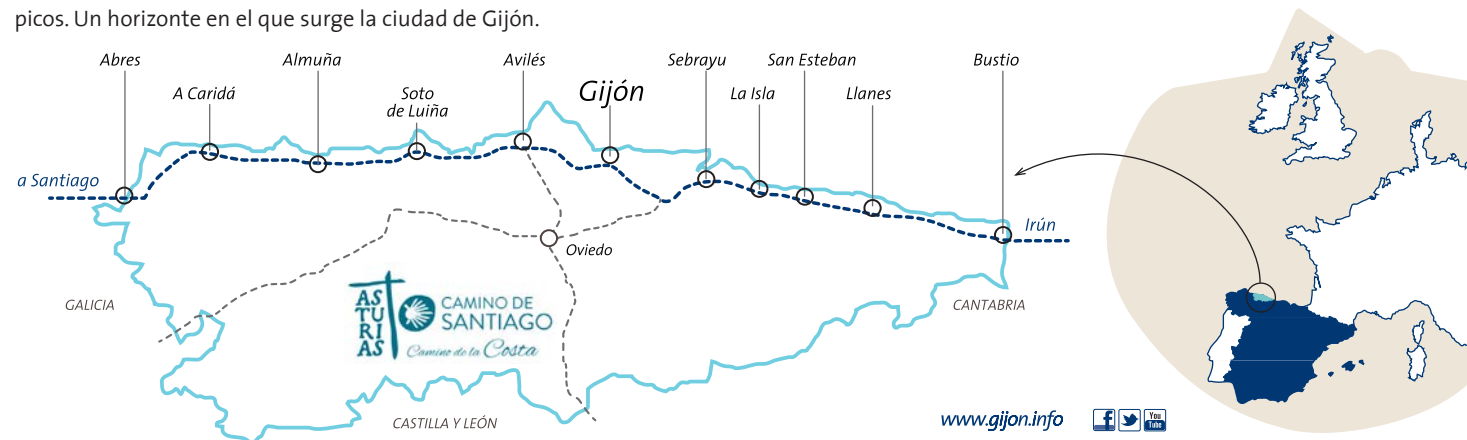 picos. Un horizonte en el que surge la ciudad de Gijón.
Abres
Almuña
Avilés
Sebrayu
San Esteban
Bustio
A Caridá
Soto
de Luiña
Gijón
La Isla
Llanes
a Santiago
Irún
Oviedo
GALICIA
CANTABRIA
AS
TU
RI
AS
CAMINO DE
SANTIAGO
Camino de la Costa
CASTILLA Y LEÓN
www.gijon.info
f
You
Tube